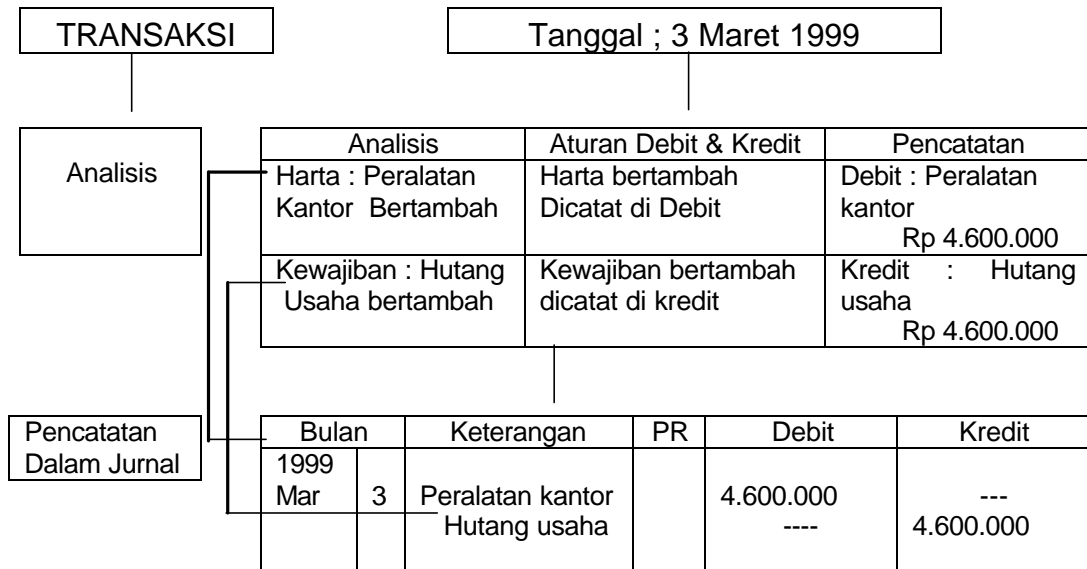 TRANSAKSI
Tanggal ; 3 Maret 1999
Analisis
Analisis Aturan Debit & Kredit Pencatatan
Harta : Peralatan Harta bertambah Debit : Peralatan
Kantor Bertambah Dicatat di Debit kantor
Rp 4.600.000
Kewajiban : Hutang Kewajiban bertambah Kredit : Hutang
Usaha bertambah dicatat di kredit usaha
Rp 4.600.000
Pencatatan
Dalam Jurnal
Bulan Keterangan PR Debit Kredit
1999
Mar 3 Peralatan kantor 4.600.000 ---
Hutang usaha ---- 4.600.000